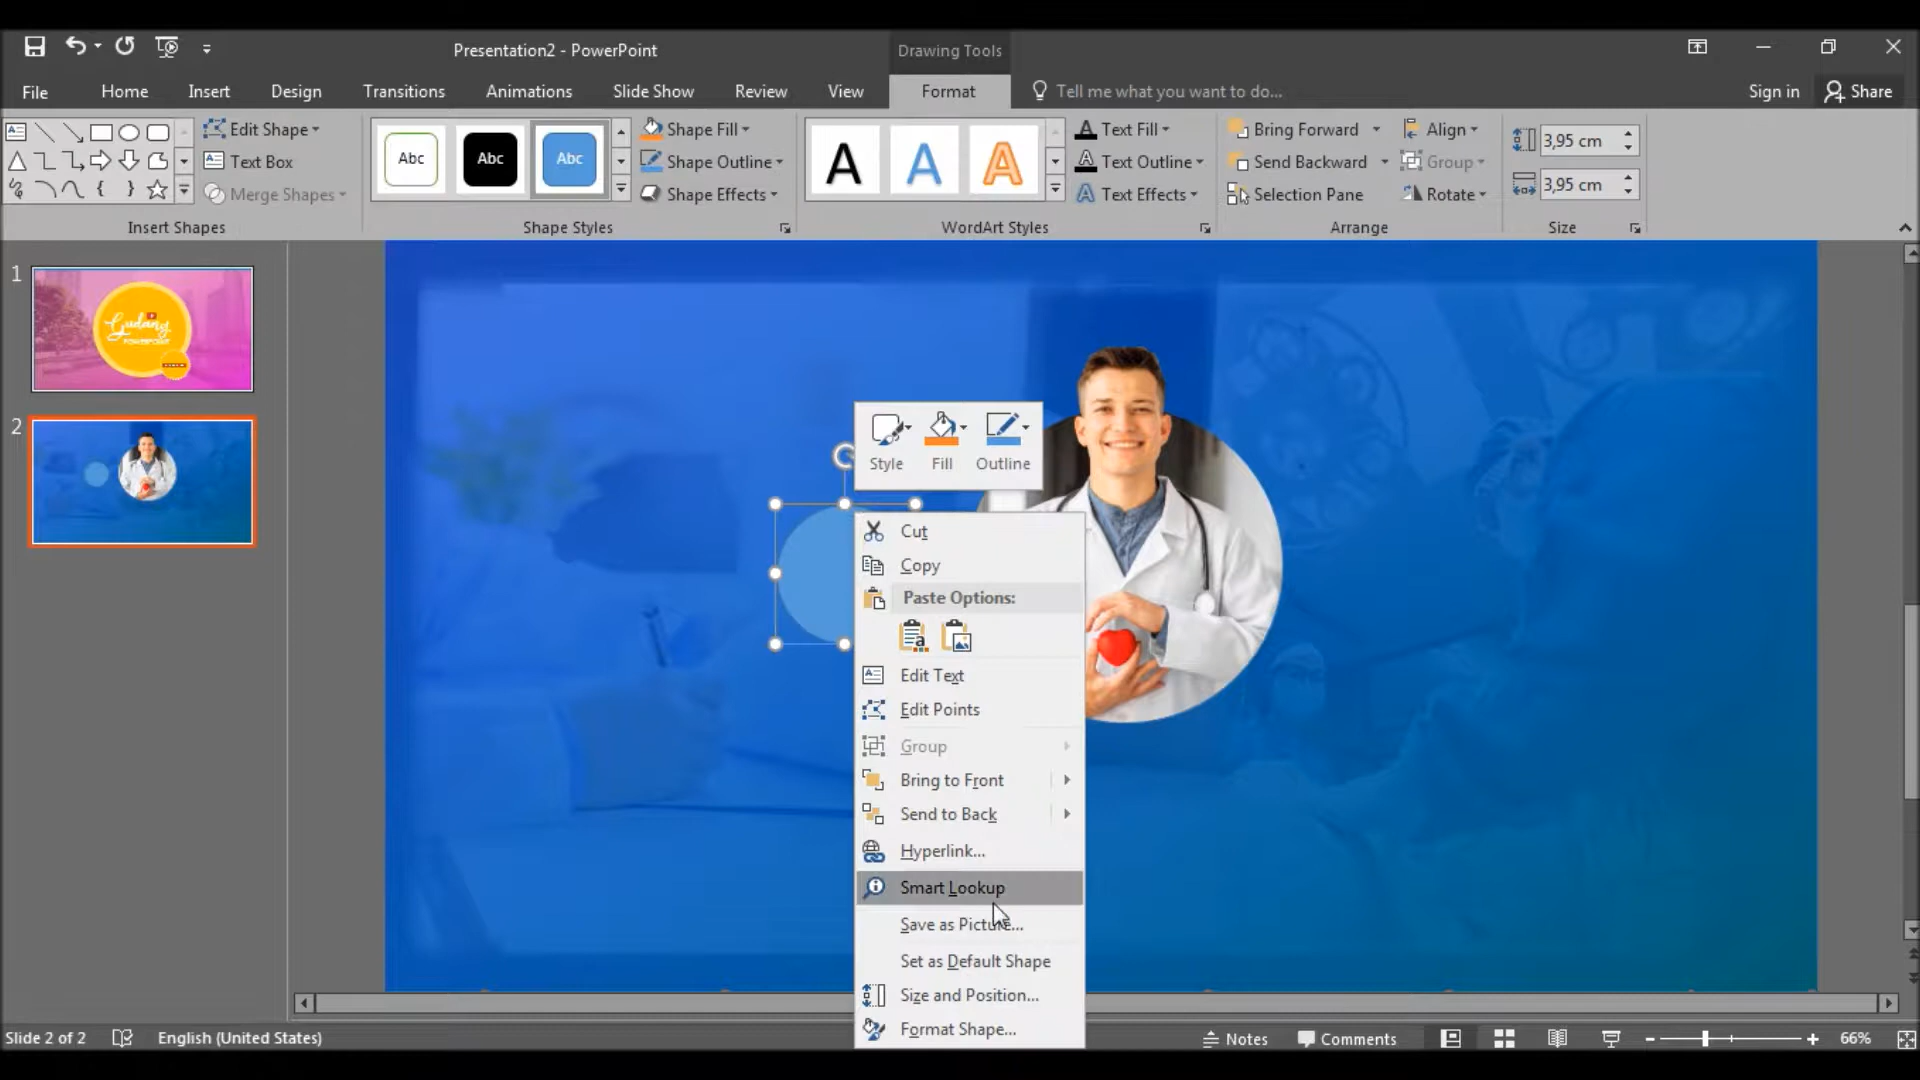 Presentation2 - PowerPoint
Drawing Tools
File
Home
Insert
Design
Transitions
Animations
Slide Show
Review
View
Format
Tell me what you want to do...
Sign in
Share
Edit Shape
Text Box
Merge Shapes
Insert Shapes
Abc
Abc
Abc
Shape Fill
Shape Outline
Shape Effects
Shape Styles
A
A
A
Text Fill
Text Outline
Text Effects
WordArt Styles
Bring Forward
Send Backward
Selection Pane
Align
Group
Rotate
Arrange
3,95 cm
3,95 cm
Size
1
Gudang
POWERPOINT
2
Style
Fill
Outline
Cut
Copy
Paste Options:
Edit Text
Edit Points
Group
Bring to Front
Send to Back
Hyperlink...
Smart Lookup
Save as Picture...
Set as Default Shape
Size and Position...
Format Shape...
Slide 2 of 2
English (United States)
Notes
Comments
66%